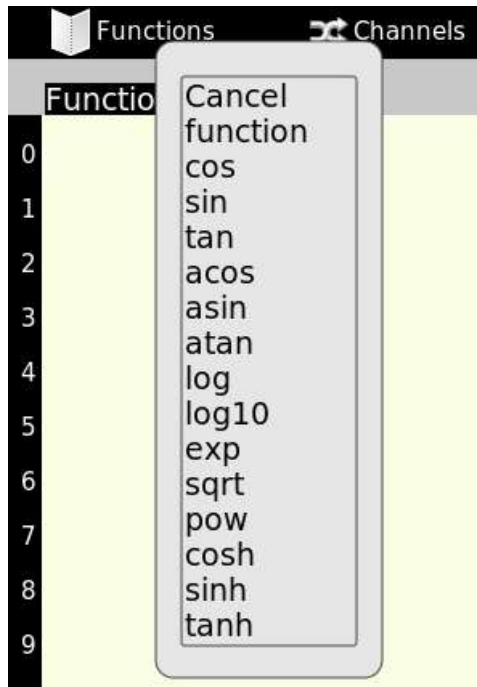 Functions Channels
Functio
Cancel
function
cos
sin
tan
acos
asin
atan
log
log10
exp
sqrt
pow
cosh
sinh
tanh
0
1
2
3
4
5
6
7
8
9